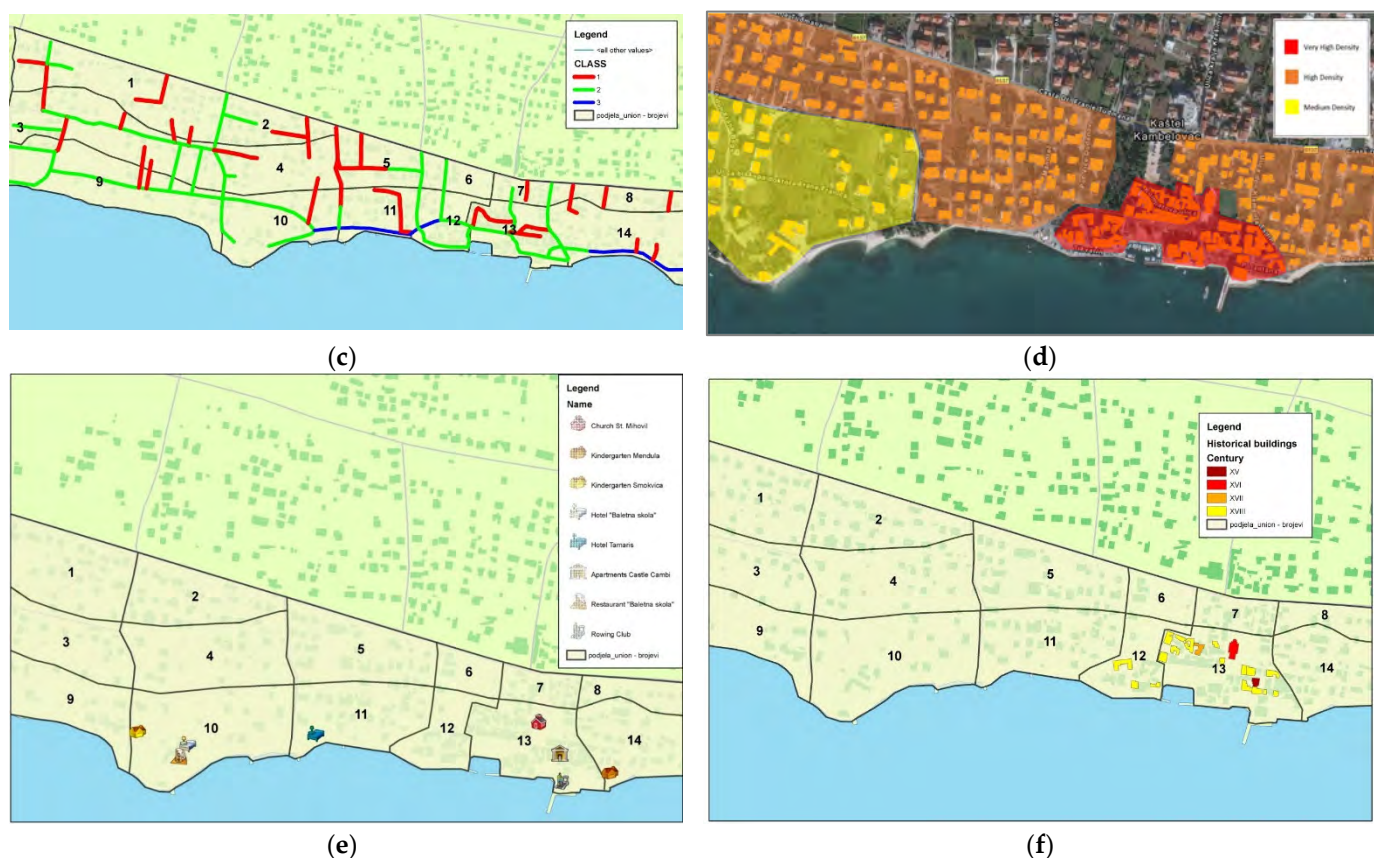 Legend
<all other values>
CLASS
1
2
3
podjela_union - brojevi
1
2
3
4
5
6
7
8
9
10
11
12
13
14
(c)
Very High Density
High Density
Medium Density
Kaštel
Kambelovac
(d)
Legend
Name
Church St. Mihovil
Kindergarten Mendula
Kindergarten Smokvica
Hotel "Baletna skola"
Hotel Tamaris
Apartments Castle Cambi
Restaurant "Baletna skola"
Rowing Club
podjela_union - brojevi
1
2
3
4
5
6
7
8
9
10
11
12
13
14
(e)
Legend
Historical buildings
Century
XV
XVI
XVII
XVIII
podjela_union - brojevi
1
2
3
4
5
6
7
8
9
10
11
12
13
14
(f)